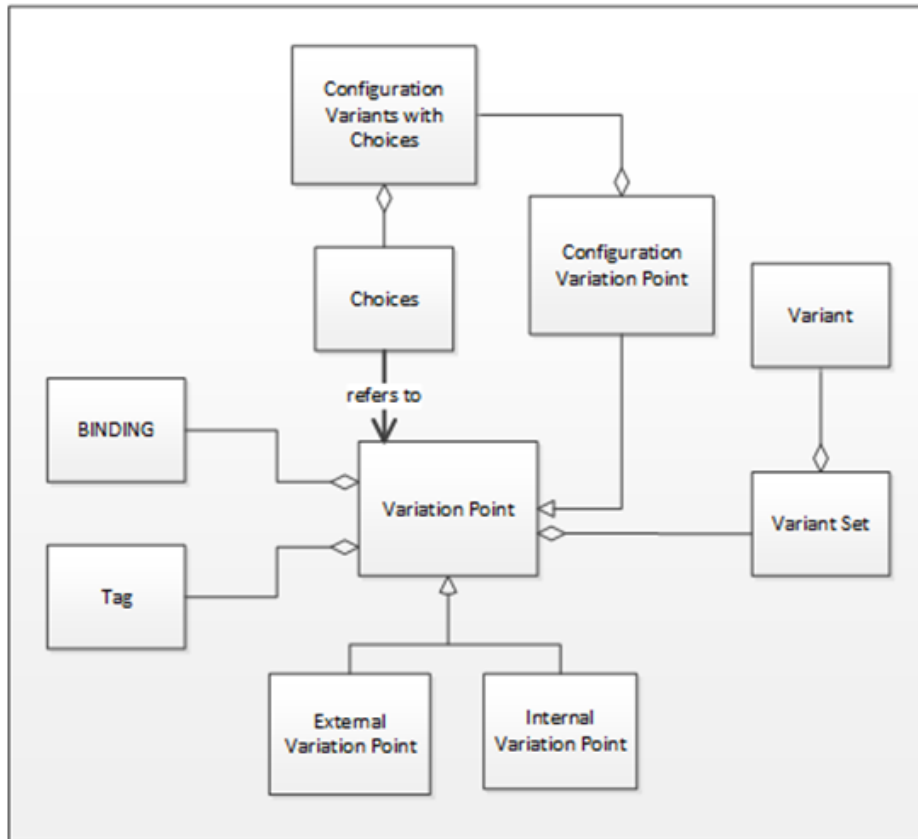 Configuration
Variants with
Choices
Configuration
Variation Point
Choices
Variant
refers to
BINDING
Variation Point
Variant Set
Tag
External
Variation Point
Internal
Variation Point